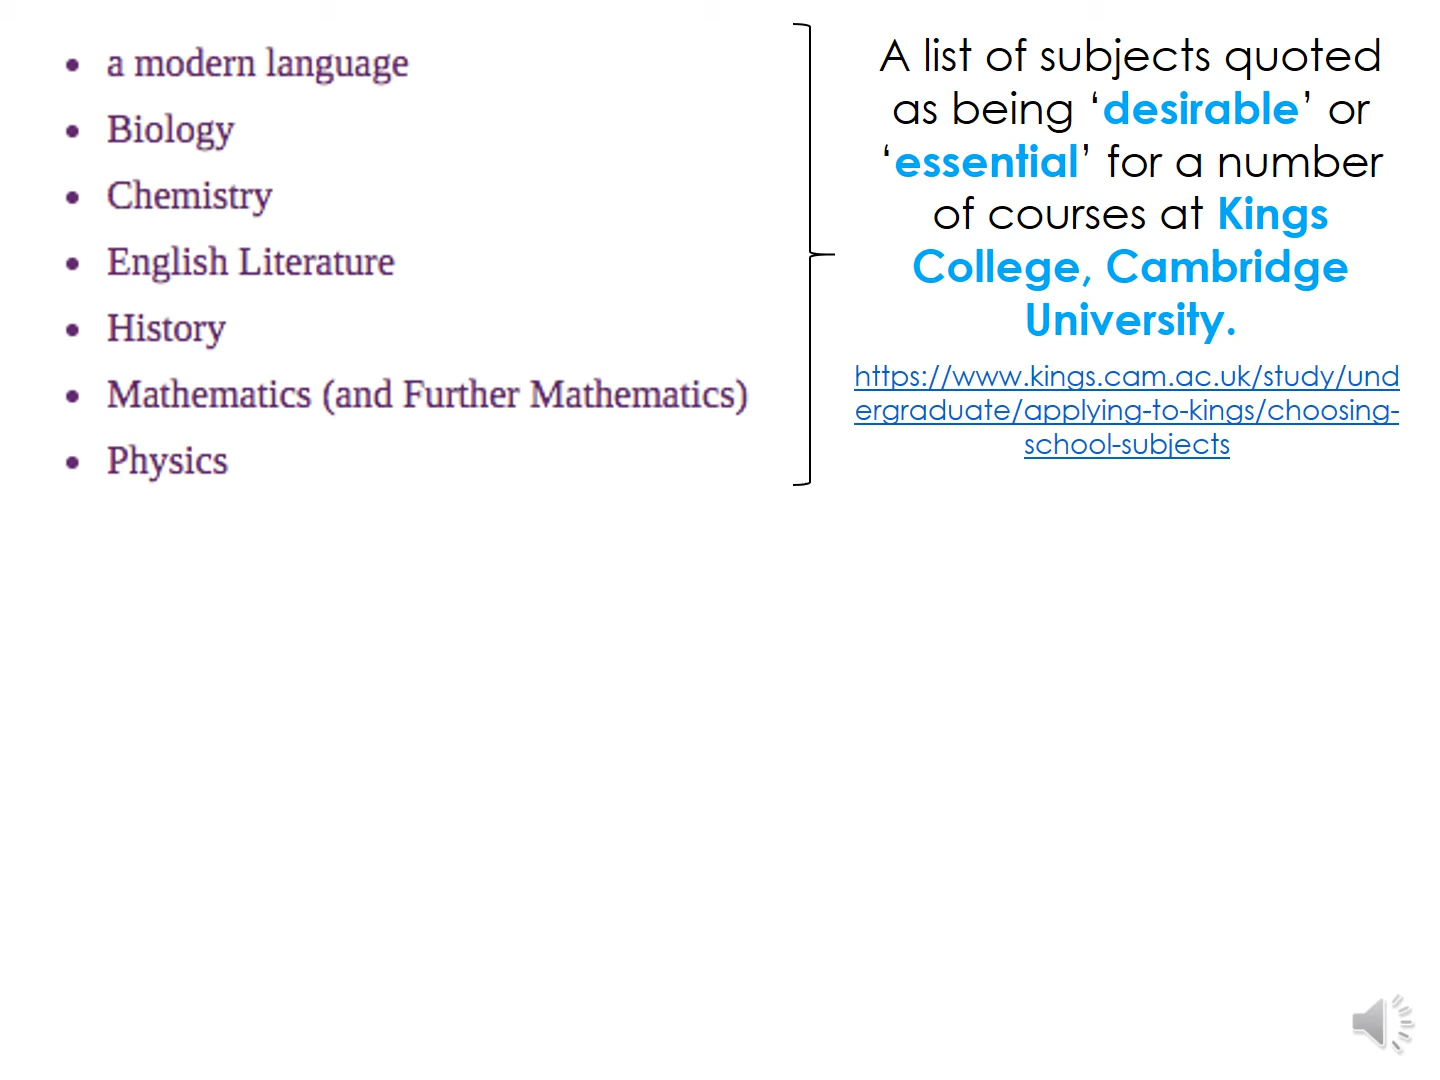 • a modern language
• Biology
• Chemistry
• English Literature
• History
• Mathematics (and Further Mathematics)
• Physics
A list of subjects quoted
as being ‘desirable’ or
‘essential’ for a number
of courses at Kings
College, Cambridge
University.
https://www.kings.cam.ac.uk/study/und
ergraduate/applying-to-kings/choosing-
school-subjects